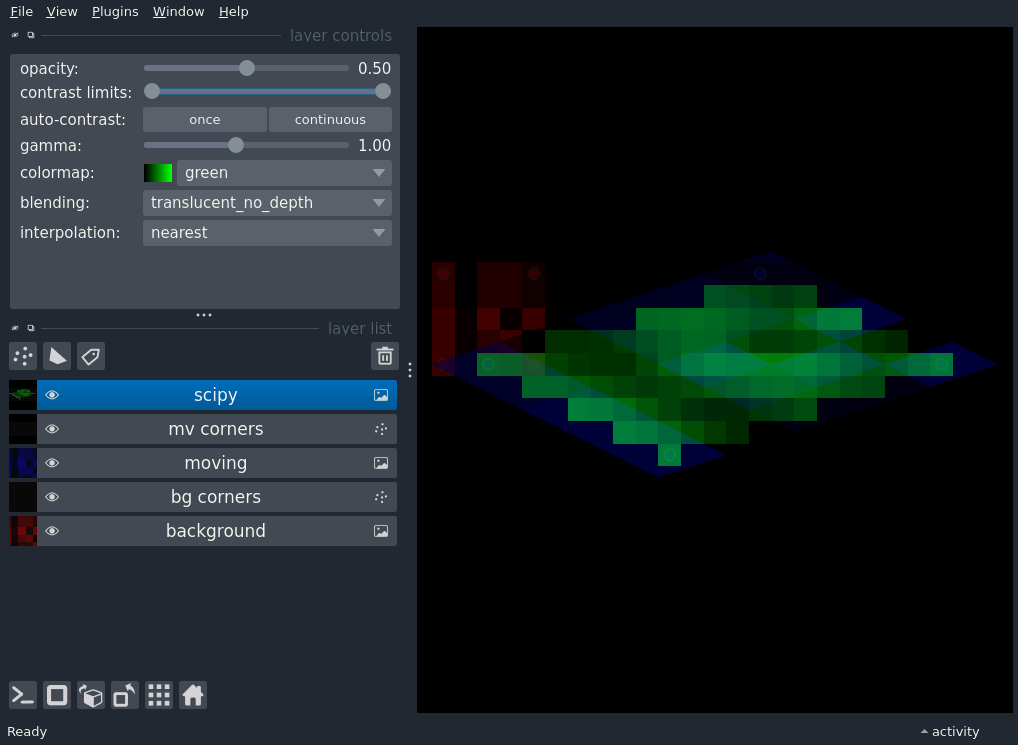 File View Plugins Window Help
layer controls
opacity: 0.50
contrast limits:
auto-contrast: once continuous
gamma: 1.00
colormap: green
blending: translucent_no_depth
interpolation: nearest
layer list
scipy
mv corners
moving
bg corners
background
Ready activity